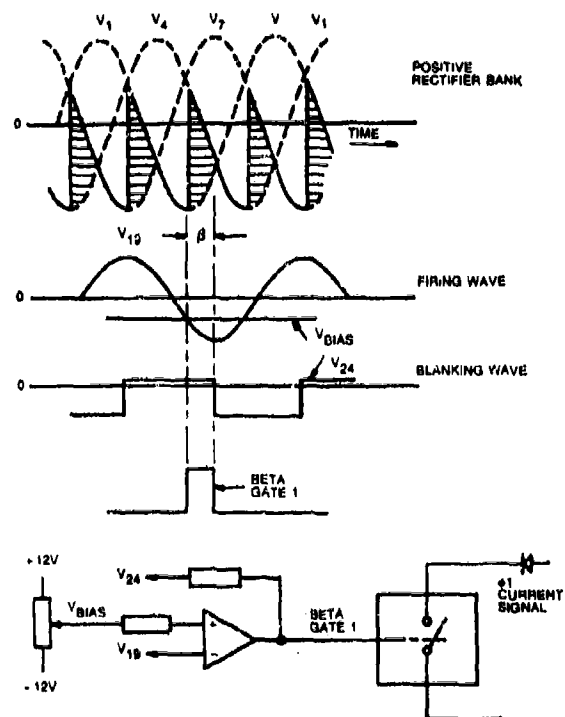 V1 V4 V7 V V1
POSITIVE
RECTIFIER BANK
0
TIME
V19 β
0
FIRING WAVE
VBIAS
V24
0
BLANKING WAVE
BETA
GATE 1
+12V
V24
VBIAS
+
V19
-
BETA
GATE 1
ϕ1
CURRENT
SIGNAL
-12V